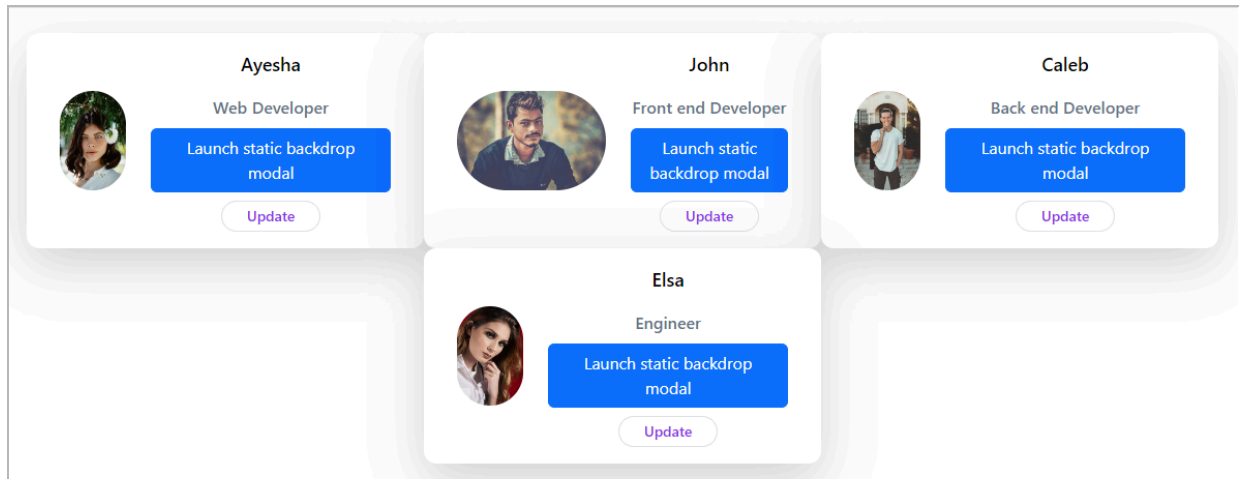 Ayesha
Web Developer
Launch static backdrop
modal
Update
John
Front end Developer
Launch static
backdrop modal
Update
Caleb
Back end Developer
Launch static backdrop
modal
Update
Elsa
Engineer
Launch static backdrop
modal
Update